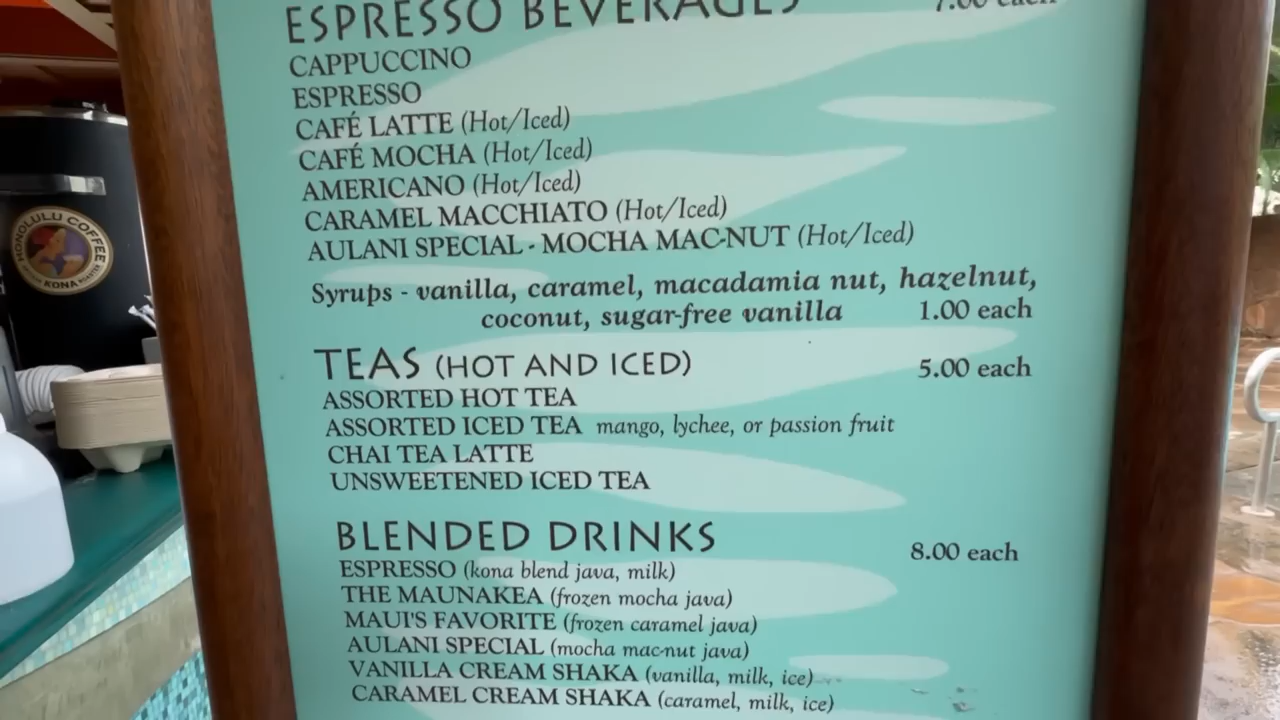 ESPRESSO BEVERAGES 7.00 each
CAPPUCCINO
ESPRESSO
CAFÉ LATTE (Hot/Iced)
CAFÉ MOCHA (Hot/Iced)
AMERICANO (Hot/Iced)
CARAMEL MACCHIATO (Hot/Iced)
AULANI SPECIAL - MOCHA MAC-NUT (Hot/Iced)
Syrups - vanilla, caramel, macadamia nut, hazelnut,
coconut, sugar-free vanilla 1.00 each
TEAS (HOT AND ICED) 5.00 each
ASSORTED HOT TEA
ASSORTED ICED TEA mango, lychee, or passion fruit
CHAI TEA LATTE
UNSWEETENED ICED TEA
BLENDED DRINKS 8.00 each
ESPRESSO (kona blend java, milk)
THE MAUNAKEA (frozen mocha java)
MAUI'S FAVORITE (frozen caramel java)
AULANI SPECIAL (mocha mac-nut java)
VANILLA CREAM SHAKA (vanilla, milk, ice)
CARAMEL CREAM SHAKA (caramel, milk, ice)
HONOLULU COFFEE
KONA